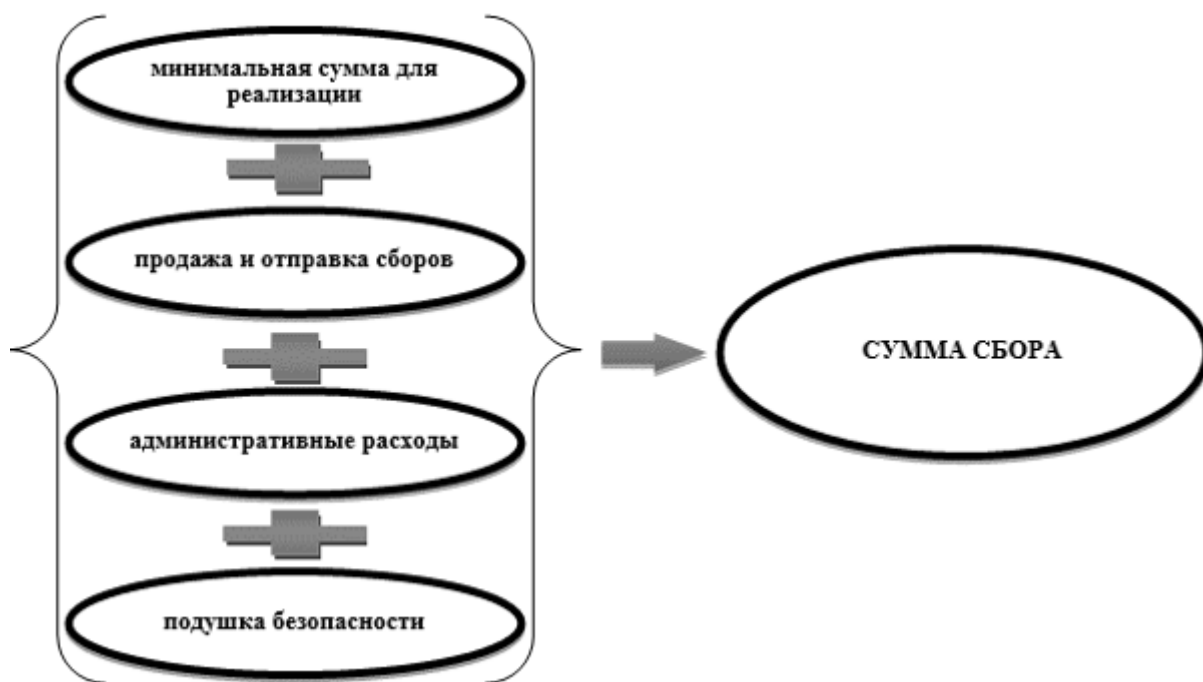 минимальная сумма для
реализации
продажа и отправка сборов
административные расходы
подушка безопасности
СУММА СБОРА